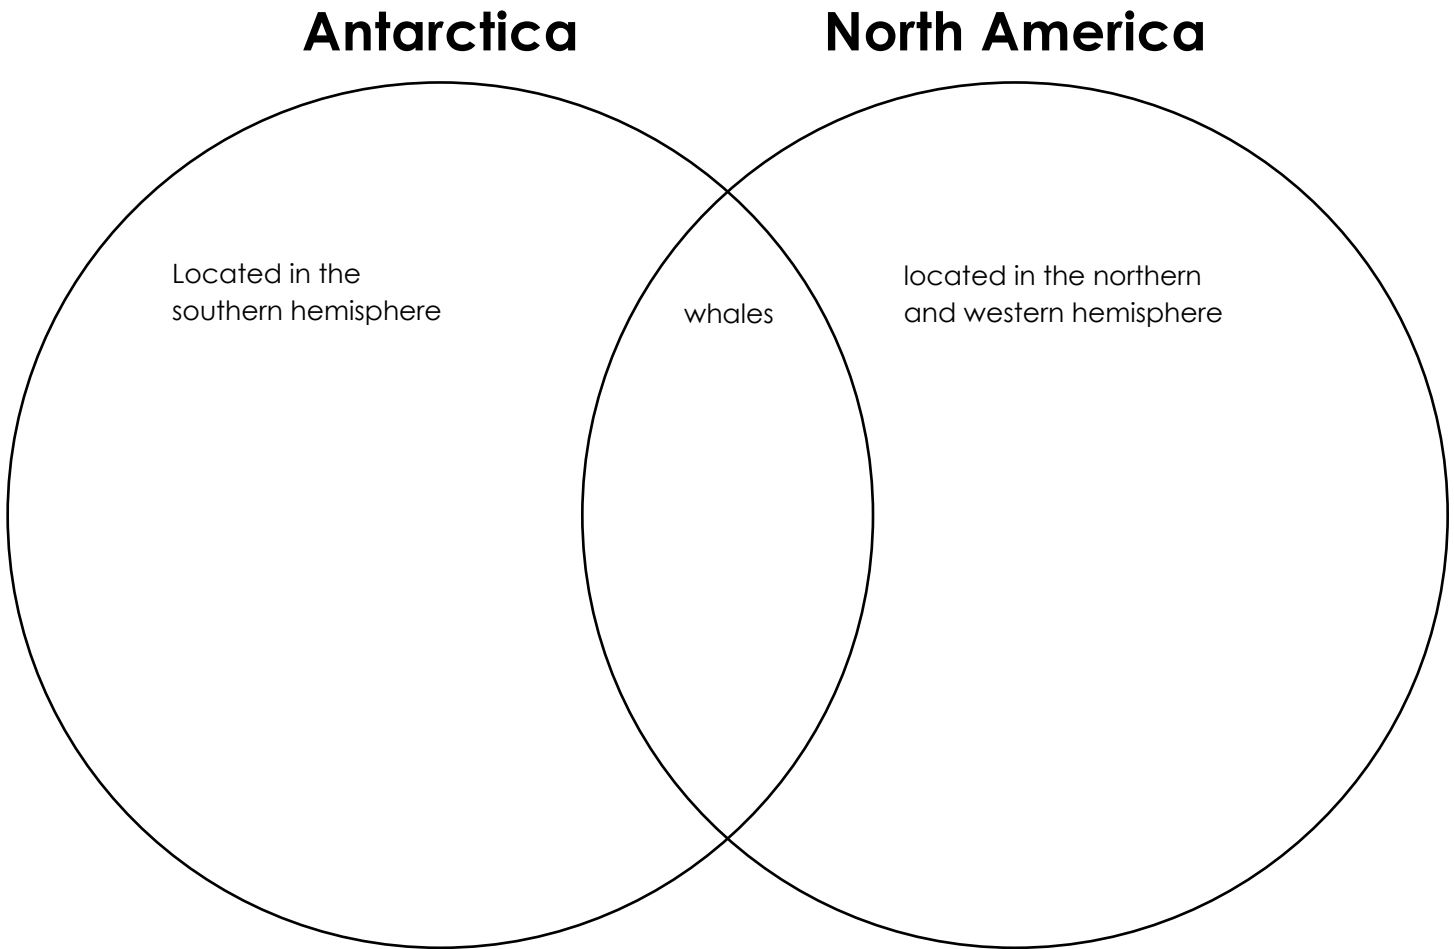 Antarctica
North America
Located in the
southern hemisphere
whales
located in the northern
and western hemisphere